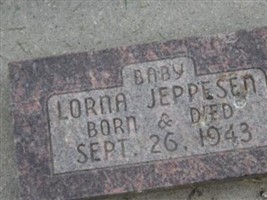 BABY
LORNA JEPPESEN
BORN & DIED
SEPT. 26, 1943